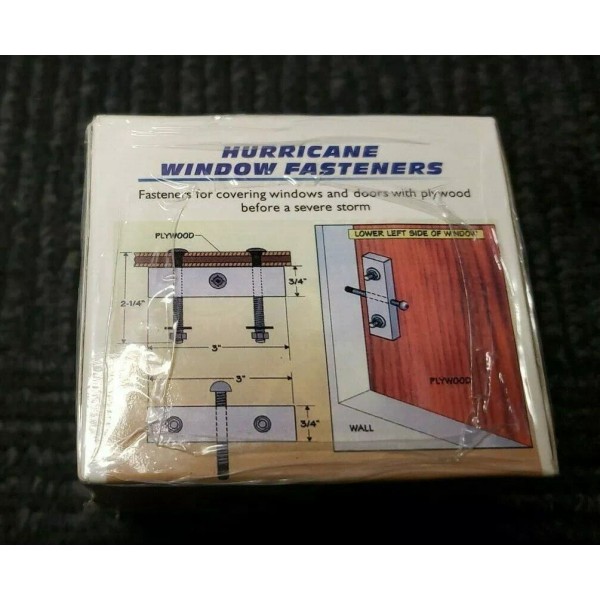 HURRICANE
WINDOW FASTENERS
Fasteners for covering windows and doors with plywood
before a severe storm
PLYWOOD
3/4"
2-1/4"
3"
3"
3/4"
LOWER LEFT SIDE OF WINDOW
PLYWOOD
WALL